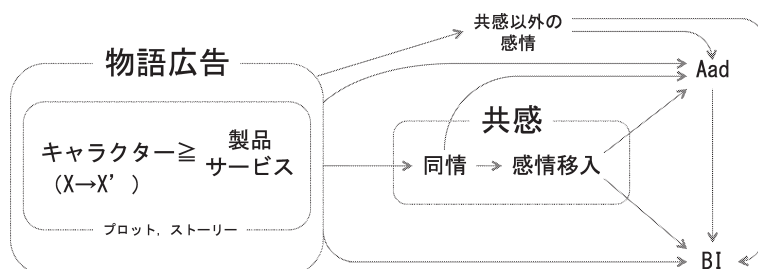 共感以外の
感情
物語広告
Aad
共感
キャラクター≧ 製品
サービス
(X→X’)
同情 → 感情移入
プロット，ストーリー
BI